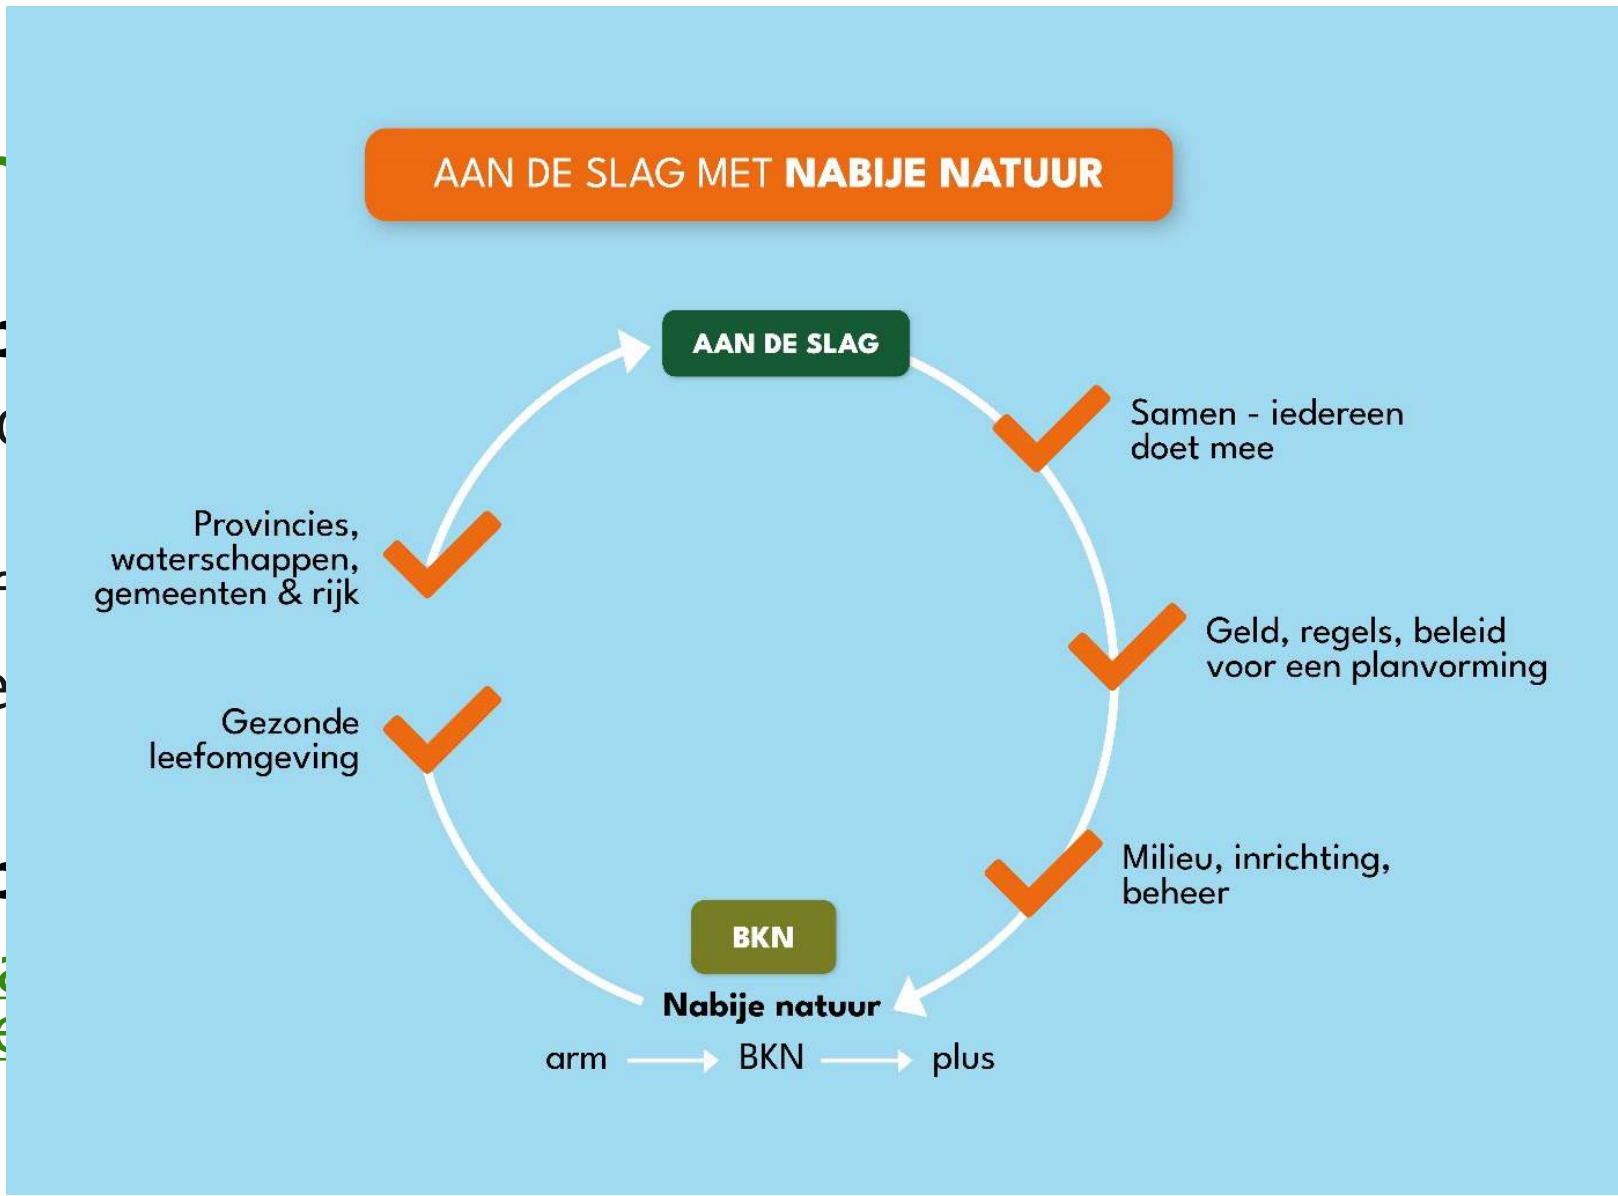 AAN DE SLAG MET NABIJE NATUUR
AAN DE SLAG
Samen - iedereen
doet mee
Geld, regels, beleid
voor een planvorming
Milieu, inrichting,
beheer
BKN
Nabije natuur
arm BKN plus
Gezonde
leefomgeving
Provincies,
waterschappen,
gemeenten & rijk